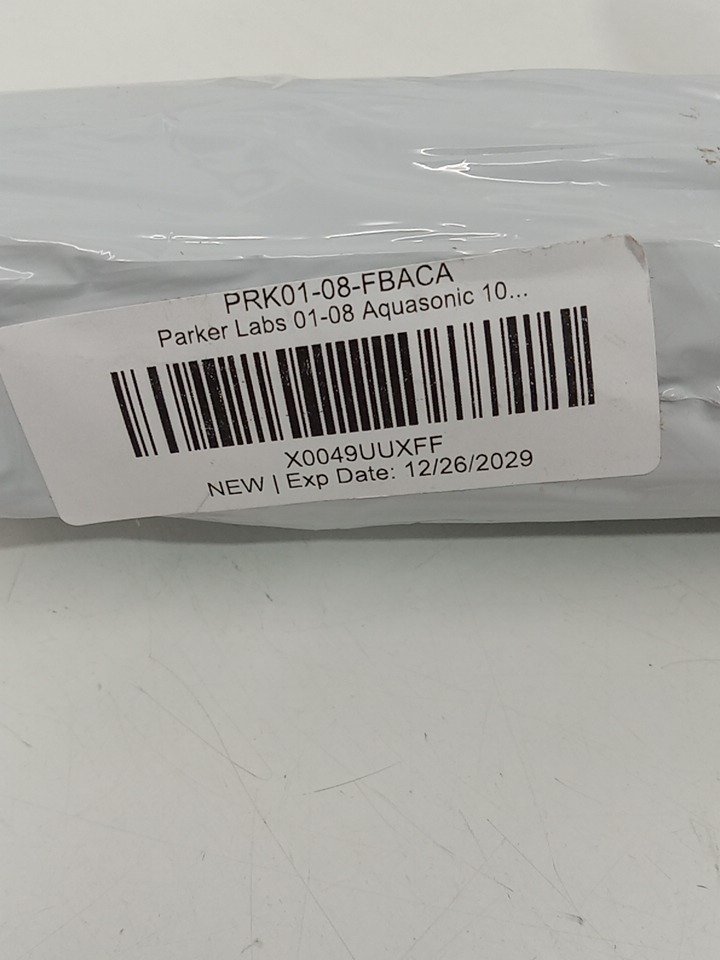 PRK01-08-FBACA
Parker Labs 01-08 Aquasonic 10...
X0049UUXFF
NEW | Exp Date: 12/26/2029